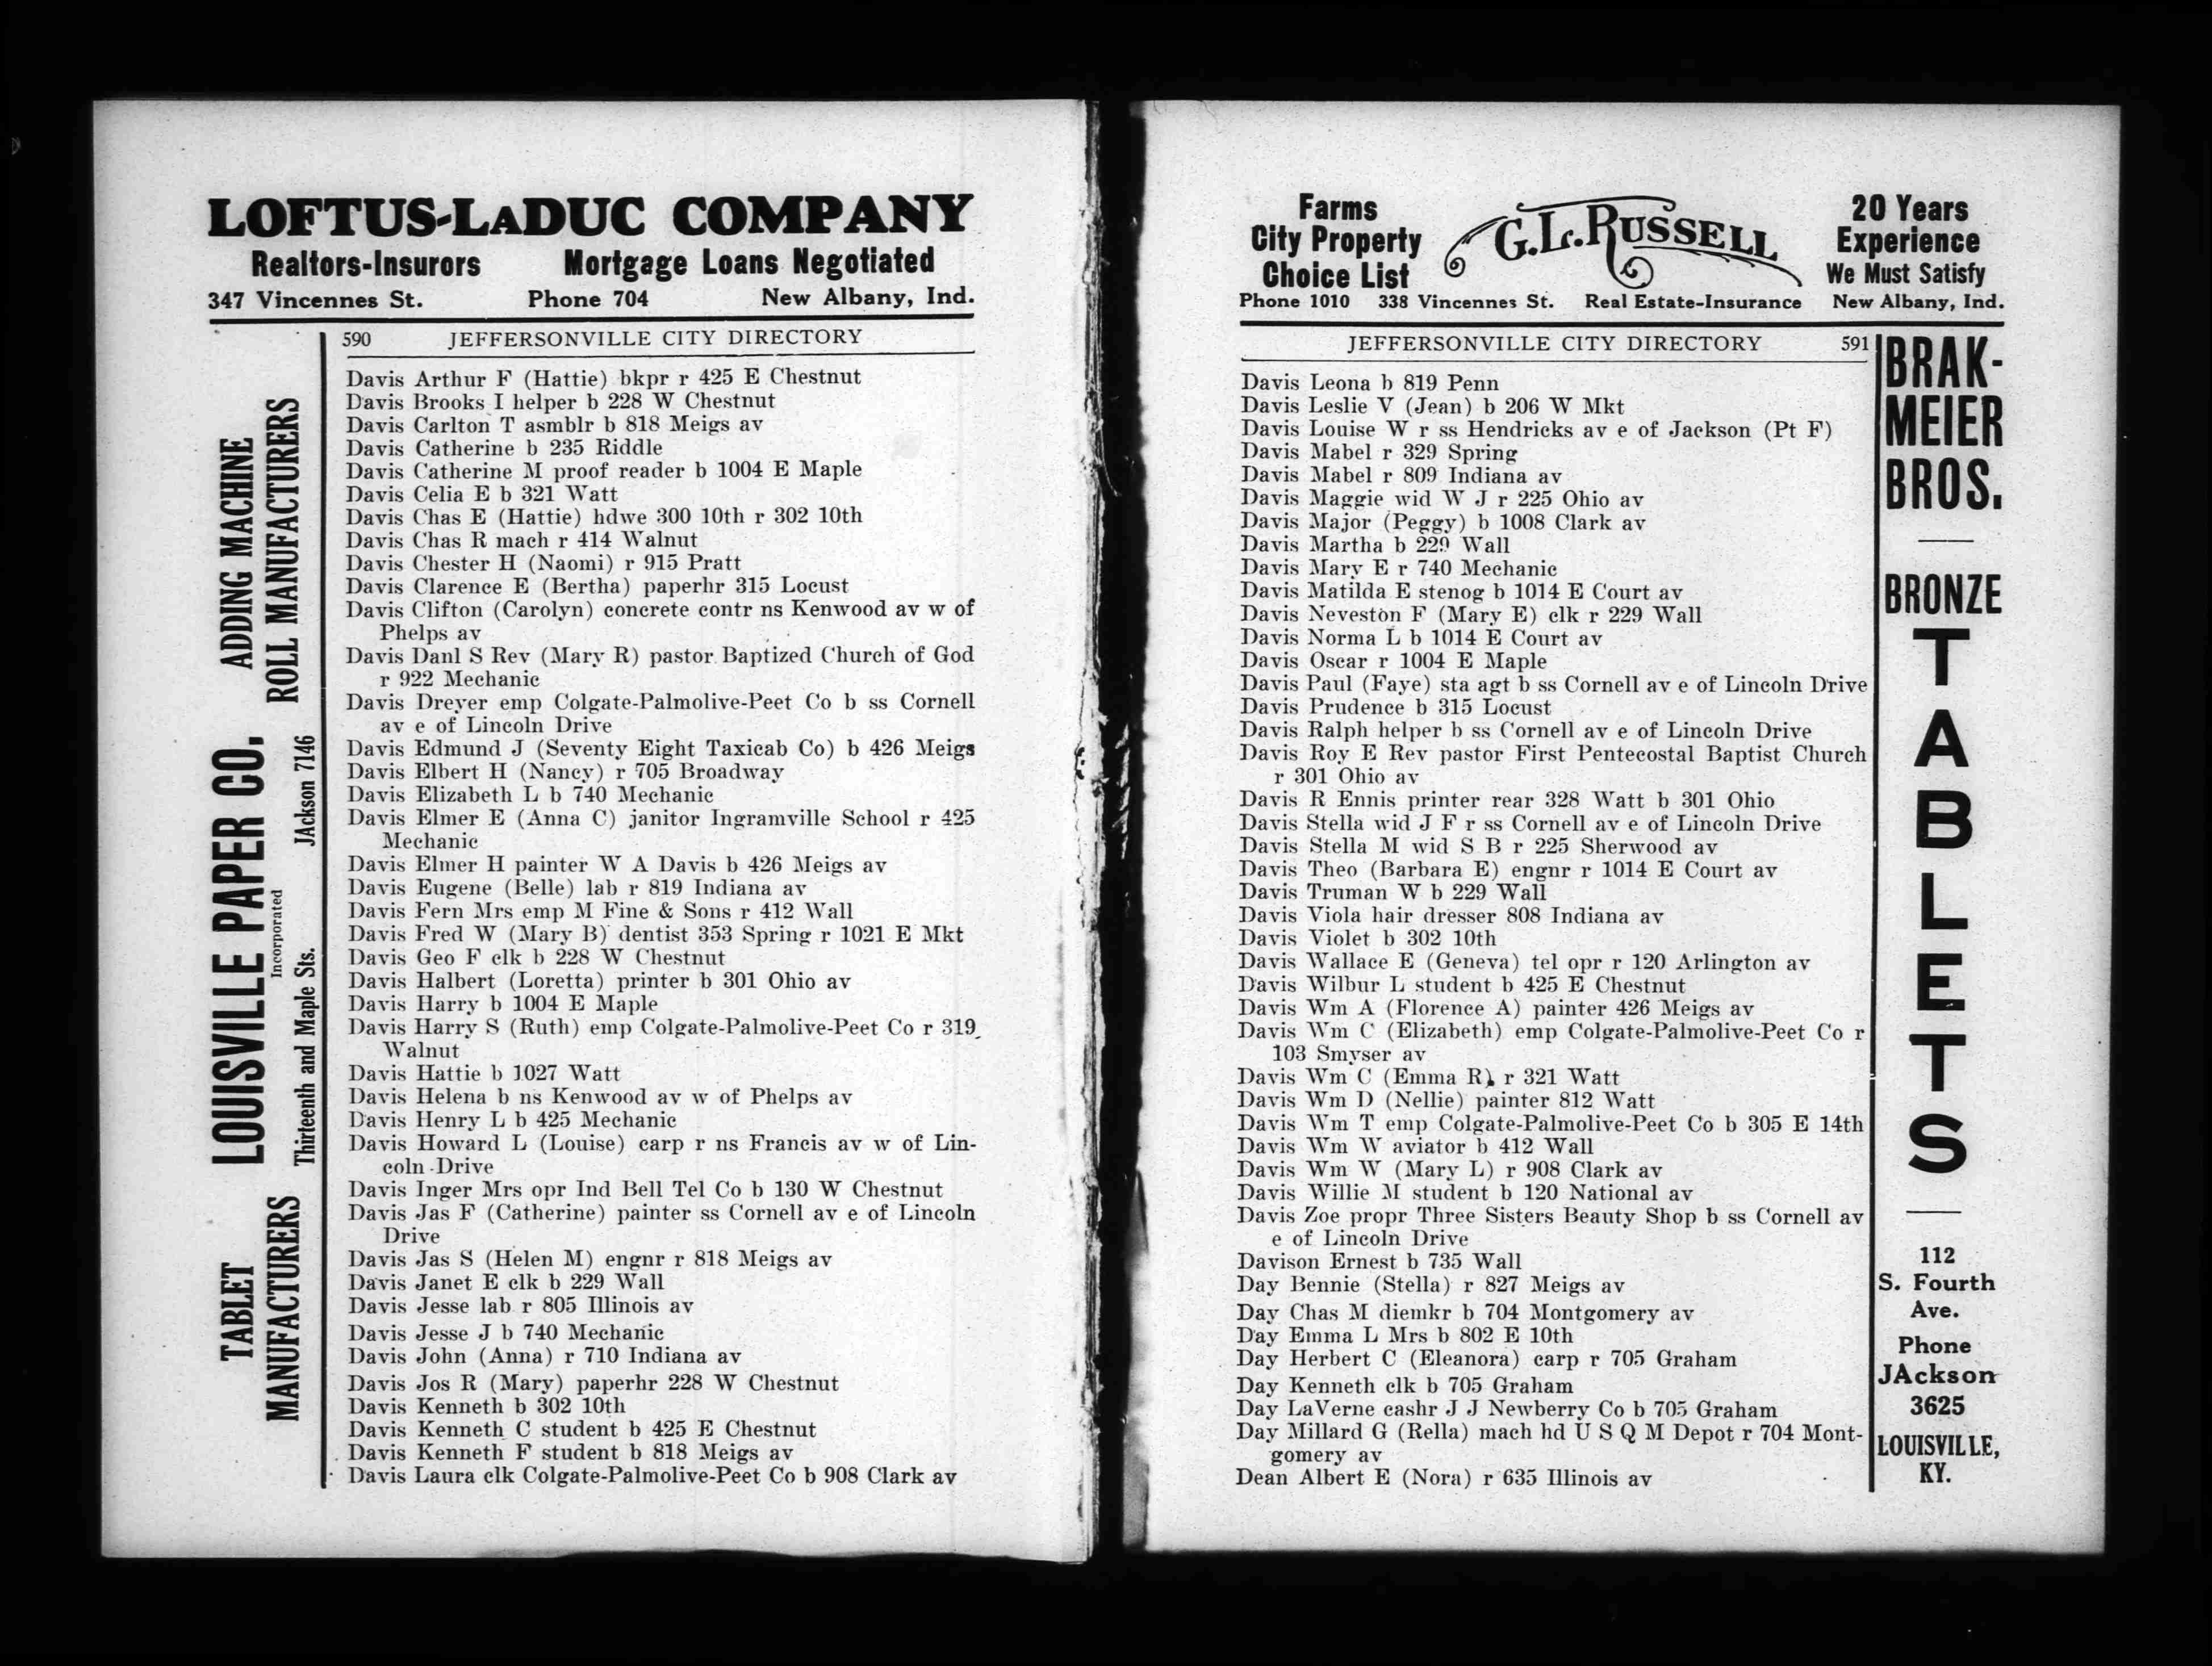 LOFTUS-LADUC COMPANY
Realtors-Insurors Mortgage Loans Negotiated
347 Vincennes St. Phone 704 New Albany, Ind.
ADDING MACHINE
ROLL MANUFACTURERS
LOUISVILLE PAPER CO.
Incorporated
Thirteenth and Maple Sts. JAckson 7146
TABLET
MANUFACTURERS
590 JEFFERSONVILLE CITY DIRECTORY
Davis Arthur F (Hattie) bkpr r 425 E Chestnut
Davis Brooks I helper b 228 W Chestnut
Davis Carlton T asmblr b 818 Meigs av
Davis Catherine b 235 Riddle
Davis Catherine M proof reader b 1004 E Maple
Davis Celia E b 321 Watt
Davis Chas E (Hattie) hdwe 300 10th r 302 10th
Davis Chas R mach r 414 Walnut
Davis Chester H (Naomi) r 915 Pratt
Davis Clarence E (Bertha) paperhr 315 Locust
Davis Clifton (Carolyn) concrete contr ns Kenwood av w of
Phelps av
Davis Danl S Rev (Mary R) pastor Baptized Church of God
r 922 Mechanic
Davis Dreyer emp Colgate-Palmolive-Peet Co b ss Cornell
av e of Lincoln Drive
Davis Edmund J (Seventy Eight Taxicab Co) b 426 Meigs
Davis Elbert H (Nancy) r 705 Broadway
Davis Elizabeth L b 740 Mechanic
Davis Elmer E (Anna C) janitor Ingramville School r 425
Mechanic
Davis Elmer H painter W A Davis b 426 Meigs av
Davis Eugene (Belle) lab r 819 Indiana av
Davis Fern Mrs emp M Fine & Sons r 412 Wall
Davis Fred W (Mary B) dentist 353 Spring r 1021 E Mkt
Davis Geo F clk b 228 W Chestnut
Davis Halbert (Loretta) printer b 301 Ohio av
Davis Harry b 1004 E Maple
Davis Harry S (Ruth) emp Colgate-Palmolive-Peet Co r 319
Walnut
Davis Hattie b 1027 Watt
Davis Helena b ns Kenwood av w of Phelps av
Davis Henry L b 425 Mechanic
Davis Howard L (Louise) carp r ns Francis av w of Lin-
coln Drive
Davis Inger Mrs opr Ind Bell Tel Co b 130 W Chestnut
Davis Jas F (Catherine) painter ss Cornell av e of Lincoln
Drive
Davis Jas S (Helen M) engnr r 818 Meigs av
Davis Janet E clk b 229 Wall
Davis Jesse lab r 805 Illinois av
Davis Jesse J b 740 Mechanic
Davis John (Anna) r 710 Indiana av
Davis Jos R (Mary) paperhr 228 W Chestnut
Davis Kenneth b 302 10th
Davis Kenneth C student b 425 E Chestnut
Davis Kenneth F student b 818 Meigs av
Davis Laura clk Colgate-Palmolive-Peet Co b 908 Clark av
Farms
City Property
Choice List
G.L. RUSSELL
20 Years
Experience
We Must Satisfy
Phone 1010 338 Vincennes St. Real Estate-Insurance New Albany, Ind.
JEFFERSONVILLE CITY DIRECTORY 591
Davis Leona b 819 Penn
Davis Leslie V (Jean) b 206 W Mkt
Davis Louise W r ss Hendricks av e of Jackson (Pt F)
Davis Mabel r 329 Spring
Davis Mabel r 809 Indiana av
Davis Maggie wid W J r 225 Ohio av
Davis Major (Peggy) b 1008 Clark av
Davis Martha b 229 Wall
Davis Mary E r 740 Mechanic
Davis Matilda E stenog b 1014 E Court av
Davis Neveston F (Mary E) clk r 229 Wall
Davis Norma L b 1014 E Court av
Davis Oscar r 1004 E Maple
Davis Paul (Faye) sta agt b ss Cornell av e of Lincoln Drive
Davis Prudence b 315 Locust
Davis Ralph helper b ss Cornell av e of Lincoln Drive
Davis Roy E Rev pastor First Pentecostal Baptist Church
r 301 Ohio av
Davis R Ennis printer rear 328 Watt b 301 Ohio
Davis Stella wid J F r ss Cornell av e of Lincoln Drive
Davis Stella M wid S B r 225 Sherwood av
Davis Theo (Barbara E) engnr r 1014 E Court av
Davis Truman W b 229 Wall
Davis Viola hair dresser 808 Indiana av
Davis Violet b 302 10th
Davis Wallace E (Geneva) tel opr r 120 Arlington av
Davis Wilbur L student b 425 E Chestnut
Davis Wm A (Florence A) painter 426 Meigs av
Davis Wm C (Elizabeth) emp Colgate-Palmolive-Peet Co r
103 Smyser av
Davis Wm C (Emma R) r 321 Watt
Davis Wm D (Nellie) painter 812 Watt
Davis Wm T emp Colgate-Palmolive-Peet Co b 305 E 14th
Davis Wm W aviator b 412 Wall
Davis Wm W (Mary L) r 908 Clark av
Davis Willie M student b 120 National av
Davis Zoe propr Three Sisters Beauty Shop b ss Cornell av
e of Lincoln Drive
Davison Ernest b 735 Wall
Day Bennie (Stella) r 827 Meigs av
Day Chas M diemkr b 704 Montgomery av
Day Emma L Mrs b 802 E 10th
Day Herbert C (Eleanora) carp r 705 Graham
Day Kenneth clk b 705 Graham
Day LaVerne cashr J J Newberry Co b 705 Graham
Day Millard G (Rella) mach hd U S Q M Depot r 704 Mont-
gomery av
Dean Albert E (Nora) r 635 Illinois av
BRAK-
MEIER
BROS.
BRONZE
T
A
B
L
E
T
S
112
S. Fourth
Ave.
Phone
JAckson
3625
LOUISVILLE,
KY.